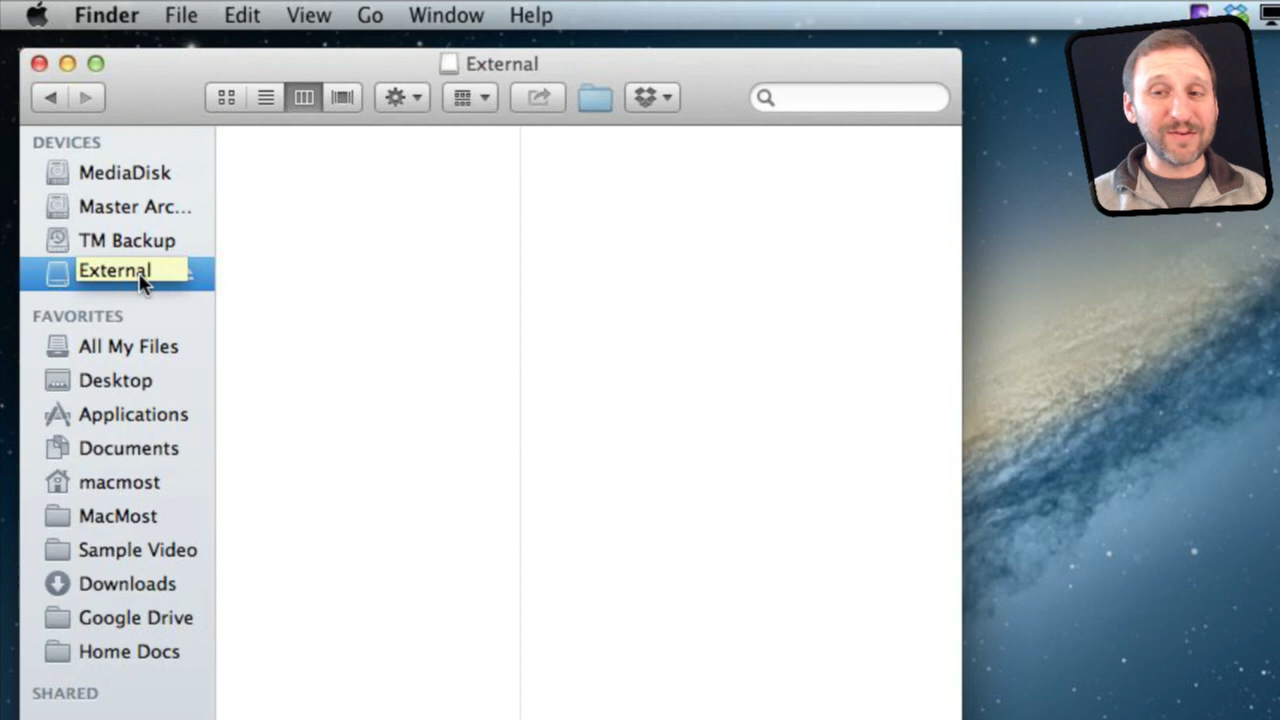 Finder File Edit View Go Window Help
External
DEVICES
MediaDisk
Master Arc...
TM Backup
External
FAVORITES
All My Files
Desktop
Applications
Documents
macmost
MacMost
Sample Video
Downloads
Google Drive
Home Docs
SHARED